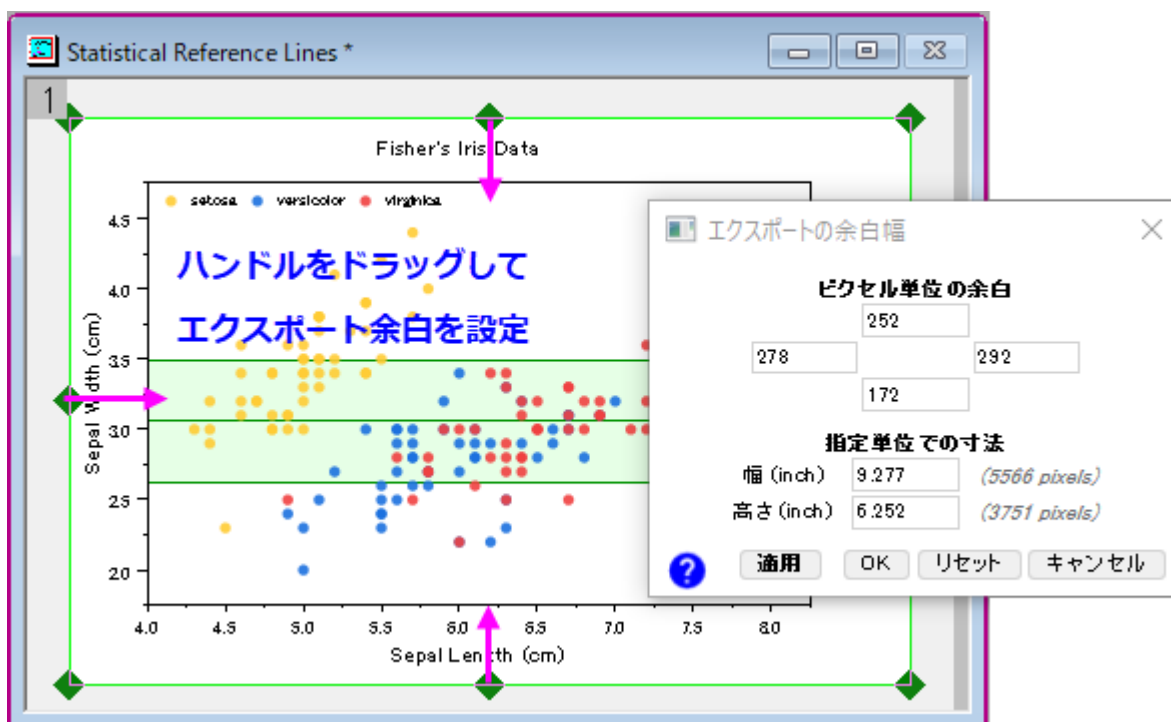 Statistical Reference Lines *
1
Fisher's Iris Data
setosa versicolor virginica
ハンドルをドラッグして
エクスポート余白を設定
Sepal Width (cm)
4.5
4.0
3.5
3.0
2.5
2.0
4.0 4.5 5.0 5.5 6.0 6.5 7.0 7.5 8.0
Sepal Length (cm)
エクスポートの余白幅
ピクセル単位の余白
252
278 292
172
指定単位での寸法
幅(inch) 9.277 (5566 pixels)
高さ(inch) 6.252 (3751 pixels)
? 適用 OK リセット キャンセル